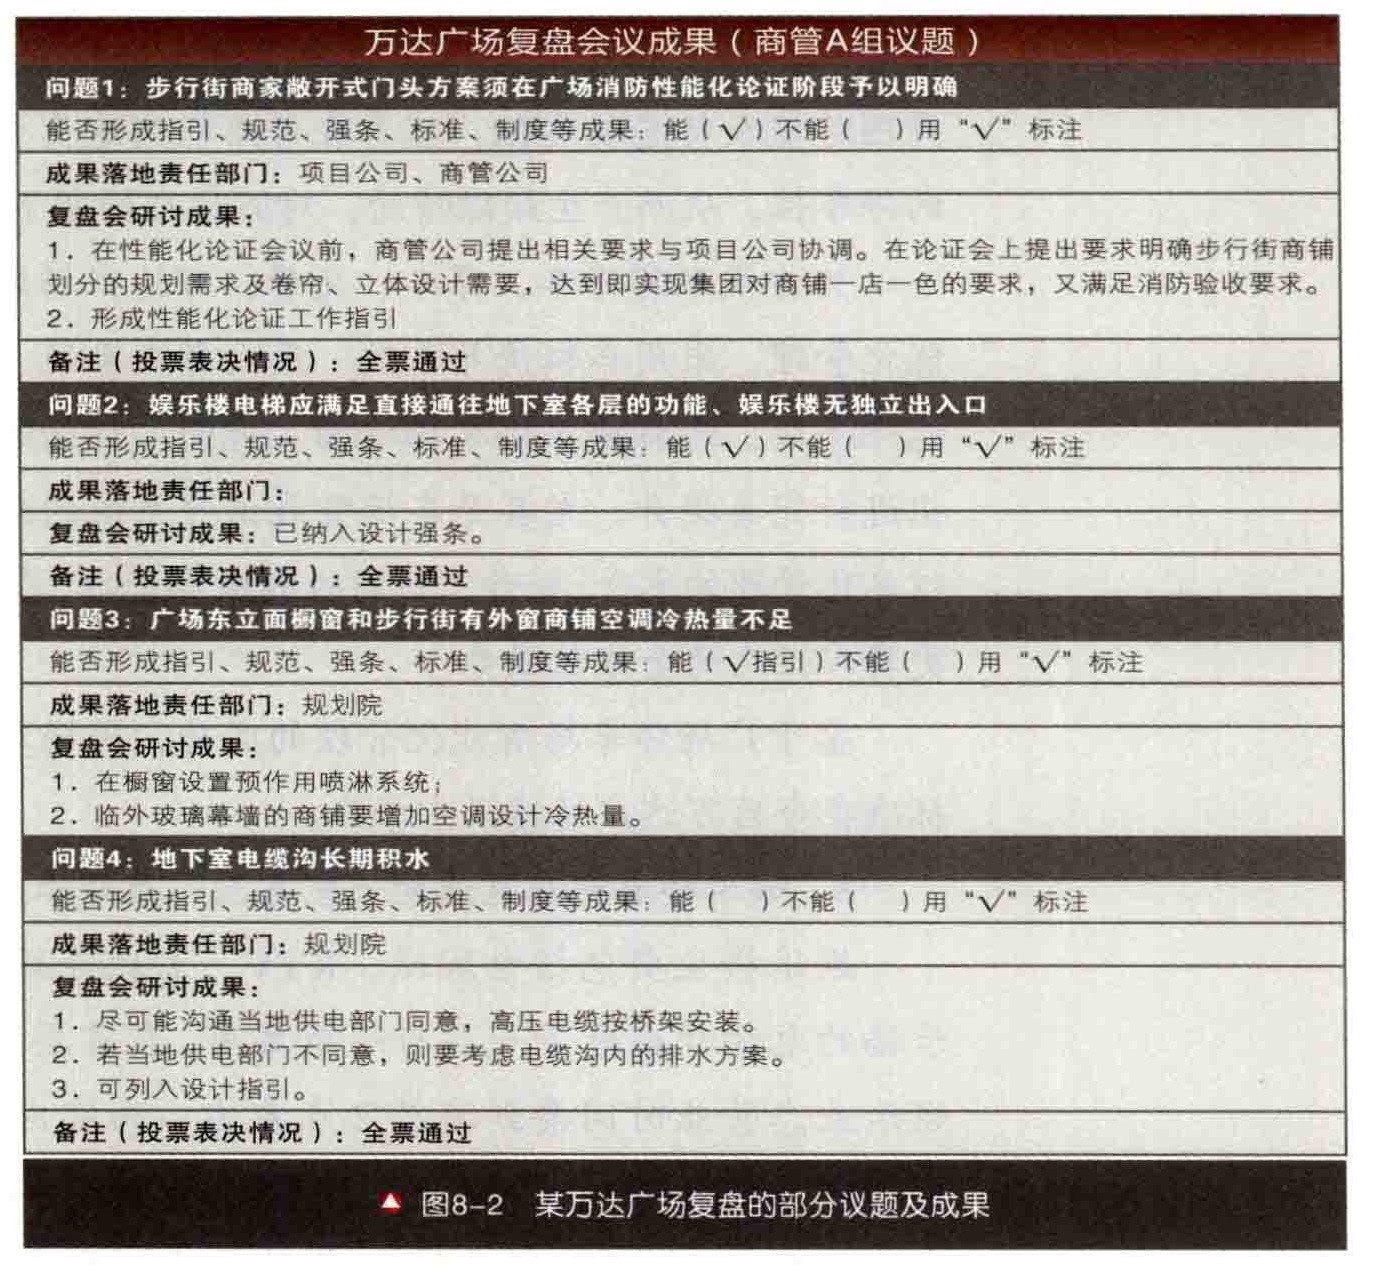 万达广场复盘会议成果（商管A组议题）
问题1：步行街商家敞开式门头方案须在广场消防性能化论证阶段予以明确
能否形成指引、规范、强条、标准、制度等成果：能（√）不能（　）用“√”标注
成果落地责任部门：项目公司、商管公司
复盘会研讨成果：
1．在性能化论证会议前，商管公司提出相关要求与项目公司协调。在论证会上提出要求明确步行街商铺
划分的规划需求及卷帘、立体设计需要，达到即实现集团对商铺一店一色的要求，又满足消防验收要求。
2．形成性能化论证工作指引
备注（投票表决情况）：全票通过
问题2：娱乐楼电梯应满足直接通往地下室各层的功能、娱乐楼无独立出入口
能否形成指引、规范、强条、标准、制度等成果：能（√）不能（　）用“√”标注
成果落地责任部门：
复盘会研讨成果：已纳入设计强条。
备注（投票表决情况）：全票通过
问题3：广场东立面橱窗和步行街有外窗商铺空调冷热量不足
能否形成指引、规范、强条、标准、制度等成果：能（√指引）不能（　）用“√”标注
成果落地责任部门：规划院
复盘会研讨成果：
1．在橱窗设置预作用喷淋系统；
2．临外玻璃幕墙的商铺要增加空调设计冷热量。
问题4：地下室电缆沟长期积水
能否形成指引、规范、强条、标准、制度等成果：能（　）不能（　）用“√”标注
成果落地责任部门：规划院
复盘会研讨成果：
1．尽可能沟通当地供电部门同意，高压电缆按桥架安装。
2．若当地供电部门不同意，则要考虑电缆沟内的排水方案。
3．可列入设计指引。
备注（投票表决情况）：全票通过
▲ 图8-2　某万达广场复盘的部分议题及成果